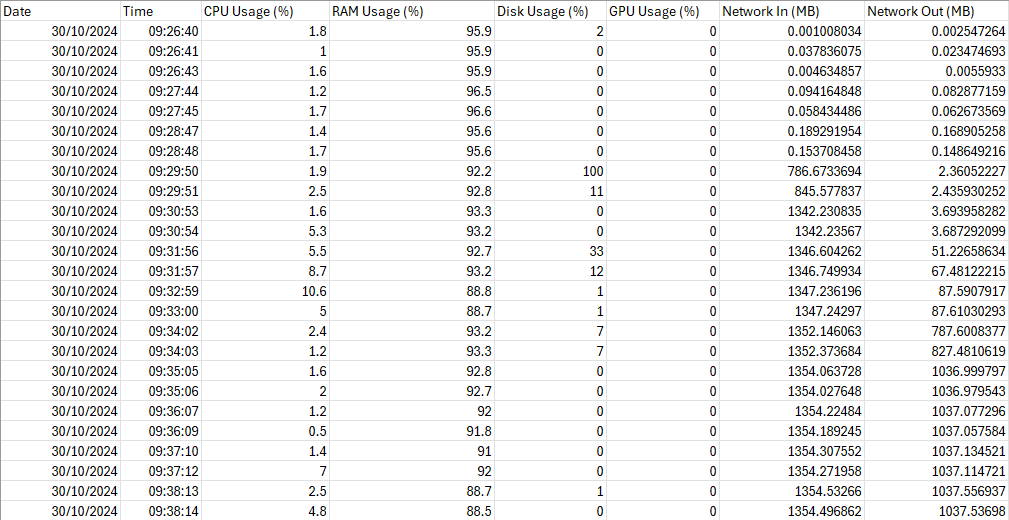 Date Time CPU Usage (%) RAM Usage (%) Disk Usage (%) GPU Usage (%) Network In (MB) Network Out (MB)
30/10/2024 09:26:40 1.8 95.9 2 0 0.001008034 0.002547264
30/10/2024 09:26:41 1 95.9 0 0 0.037836075 0.023474693
30/10/2024 09:26:43 1.6 95.9 0 0 0.004634857 0.0055933
30/10/2024 09:27:44 1.2 96.5 0 0 0.094164848 0.082877159
30/10/2024 09:27:45 1.7 96.6 0 0 0.058434486 0.062673569
30/10/2024 09:28:47 1.4 95.6 0 0 0.189291954 0.168905258
30/10/2024 09:28:48 1.7 95.6 0 0 0.153708458 0.148649216
30/10/2024 09:29:50 1.9 92.2 100 0 786.6733694 2.36052227
30/10/2024 09:29:51 2.5 92.8 11 0 845.577837 2.435930252
30/10/2024 09:30:53 1.6 93.3 0 0 1342.230835 3.693958282
30/10/2024 09:30:54 5.3 93.2 0 0 1342.23567 3.687292099
30/10/2024 09:31:56 5.5 92.7 33 0 1346.604262 51.22658634
30/10/2024 09:31:57 8.7 93.2 12 0 1346.749934 67.48122215
30/10/2024 09:32:59 10.6 88.8 1 0 1347.236196 87.5907917
30/10/2024 09:33:00 5 88.7 1 0 1347.24297 87.61030293
30/10/2024 09:34:02 2.4 93.2 7 0 1352.146063 787.6008377
30/10/2024 09:34:03 1.2 93.3 7 0 1352.373684 827.4810619
30/10/2024 09:35:05 1.6 92.8 0 0 1354.063728 1036.999797
30/10/2024 09:35:06 2 92.7 0 0 1354.027648 1036.979543
30/10/2024 09:36:07 1.2 92 0 0 1354.22484 1037.077296
30/10/2024 09:36:09 0.5 91.8 0 0 1354.189245 1037.057584
30/10/2024 09:37:10 1.4 91 0 0 1354.307552 1037.134521
30/10/2024 09:37:12 7 92 0 0 1354.271958 1037.114721
30/10/2024 09:38:13 2.5 88.7 1 0 1354.53266 1037.556937
30/10/2024 09:38:14 4.8 88.5 0 0 1354.496862 1037.53698